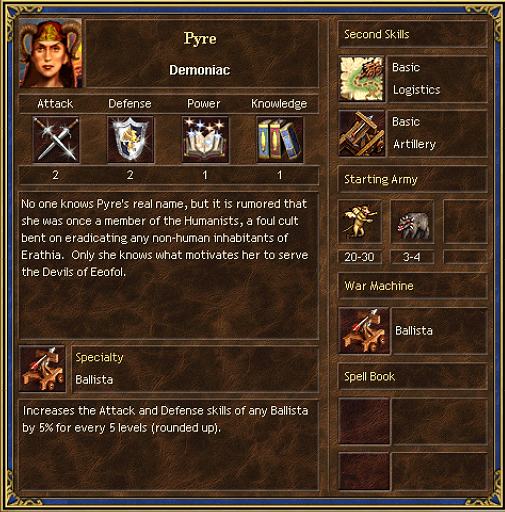 Pyre
Demoniac
Attack Defense Power Knowledge
2 2 1 1
No one knows Pyre's real name, but it is rumored that
she was once a member of the Humanists, a foul cult
bent on eradicating any non-human inhabitants of
Erathia. Only she knows what motivates her to serve
the Devils of Eeofol.
Specialty
Ballista
Increases the Attack and Defense skills of any Ballista
by 5% for every 5 levels (rounded up).
Second Skills
Basic
Logistics
Basic
Artillery
Starting Army
20-30 3-4
War Machine
Ballista
Spell Book